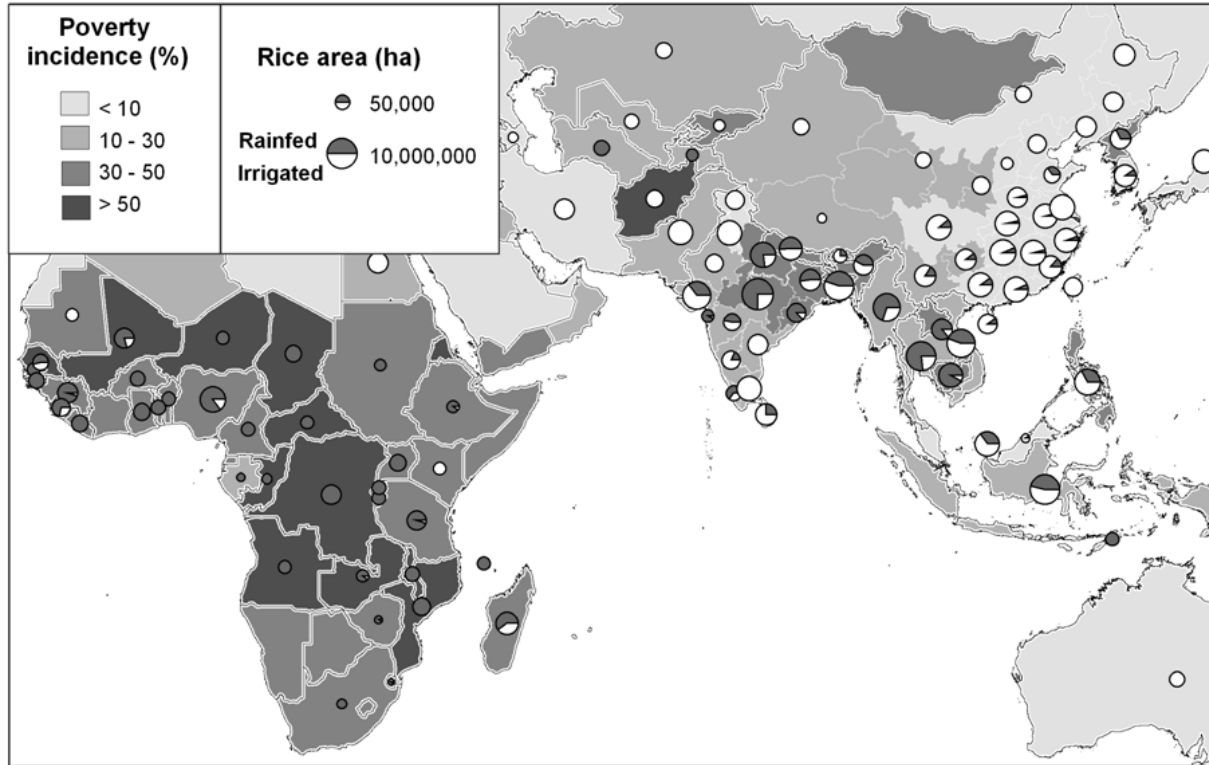 Poverty
incidence (%)
< 10
10 - 30
30 - 50
> 50
Rice area (ha)
50,000
Rainfed
10,000,000
Irrigated